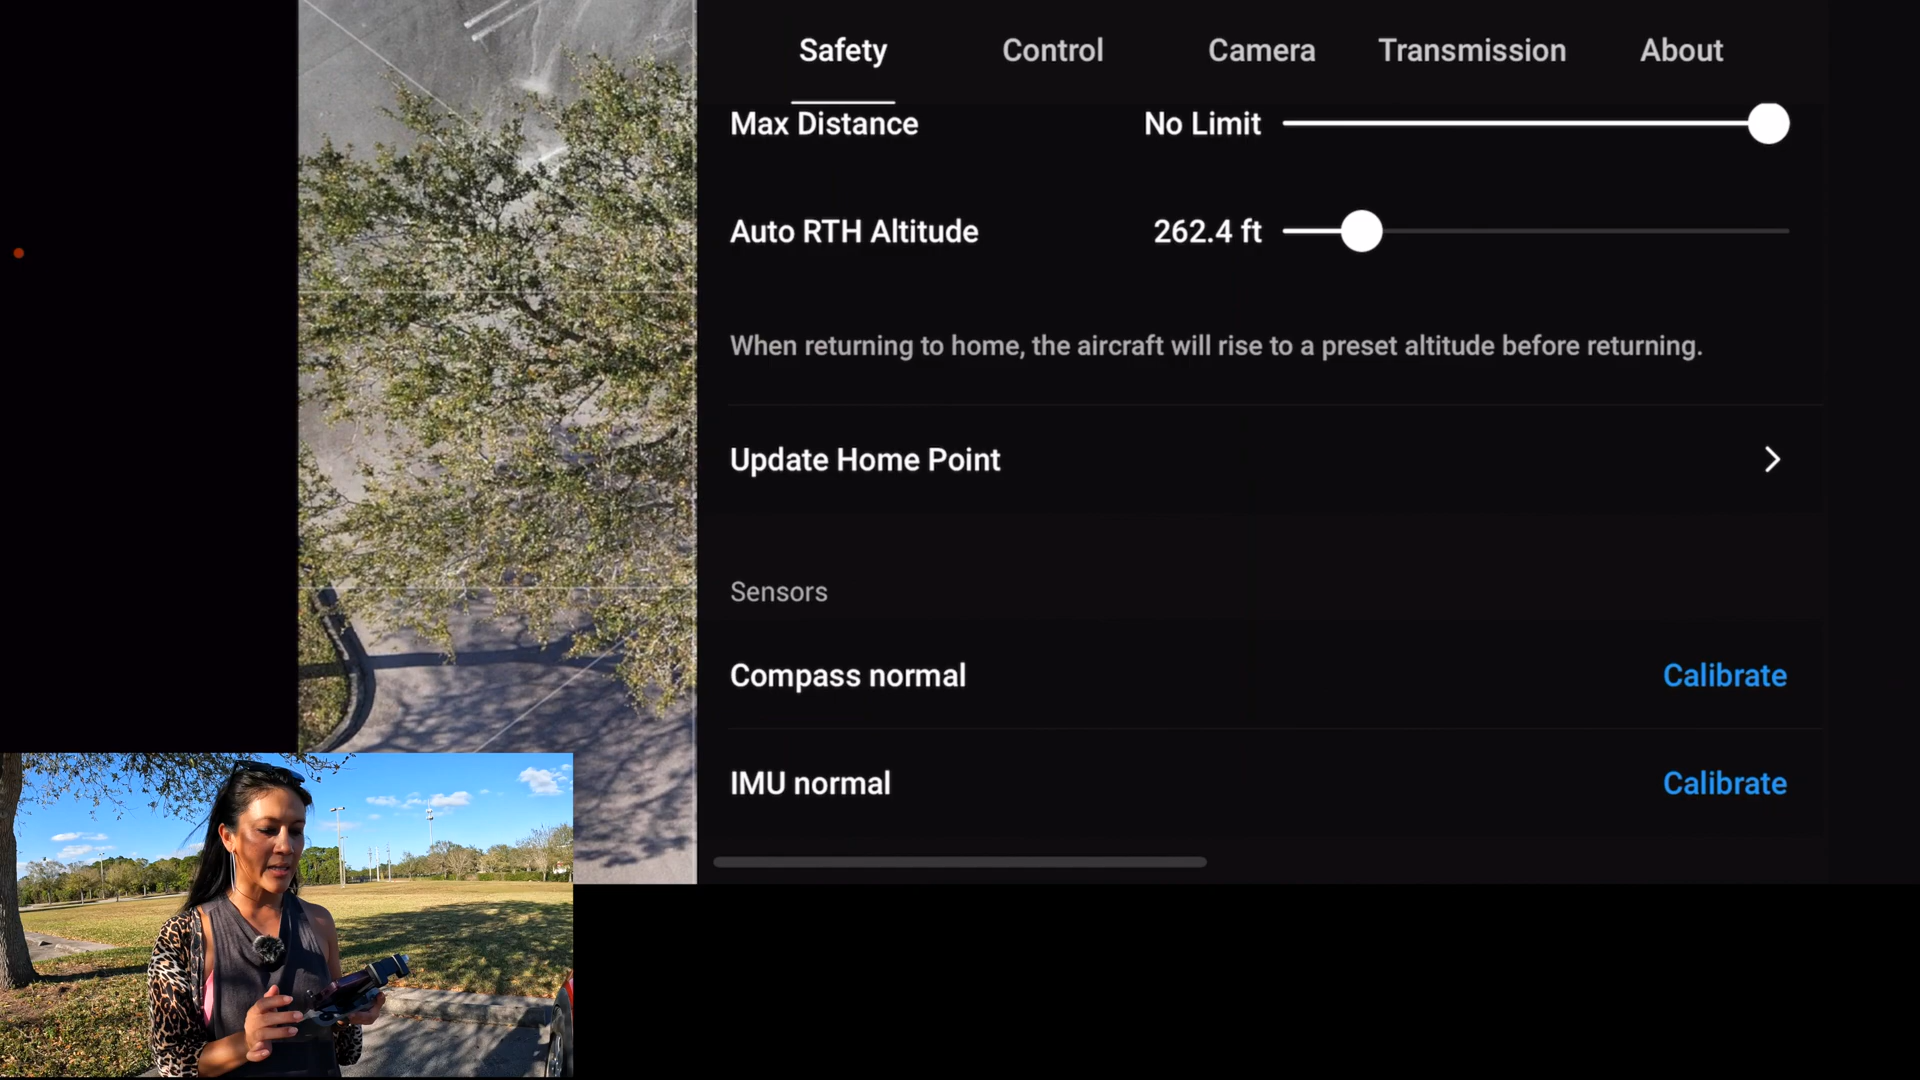 Safety Control Camera Transmission About
Max Distance No Limit
Auto RTH Altitude 262.4 ft
When returning to home, the aircraft will rise to a preset altitude before returning.
Update Home Point
Sensors
Compass normal Calibrate
IMU normal Calibrate